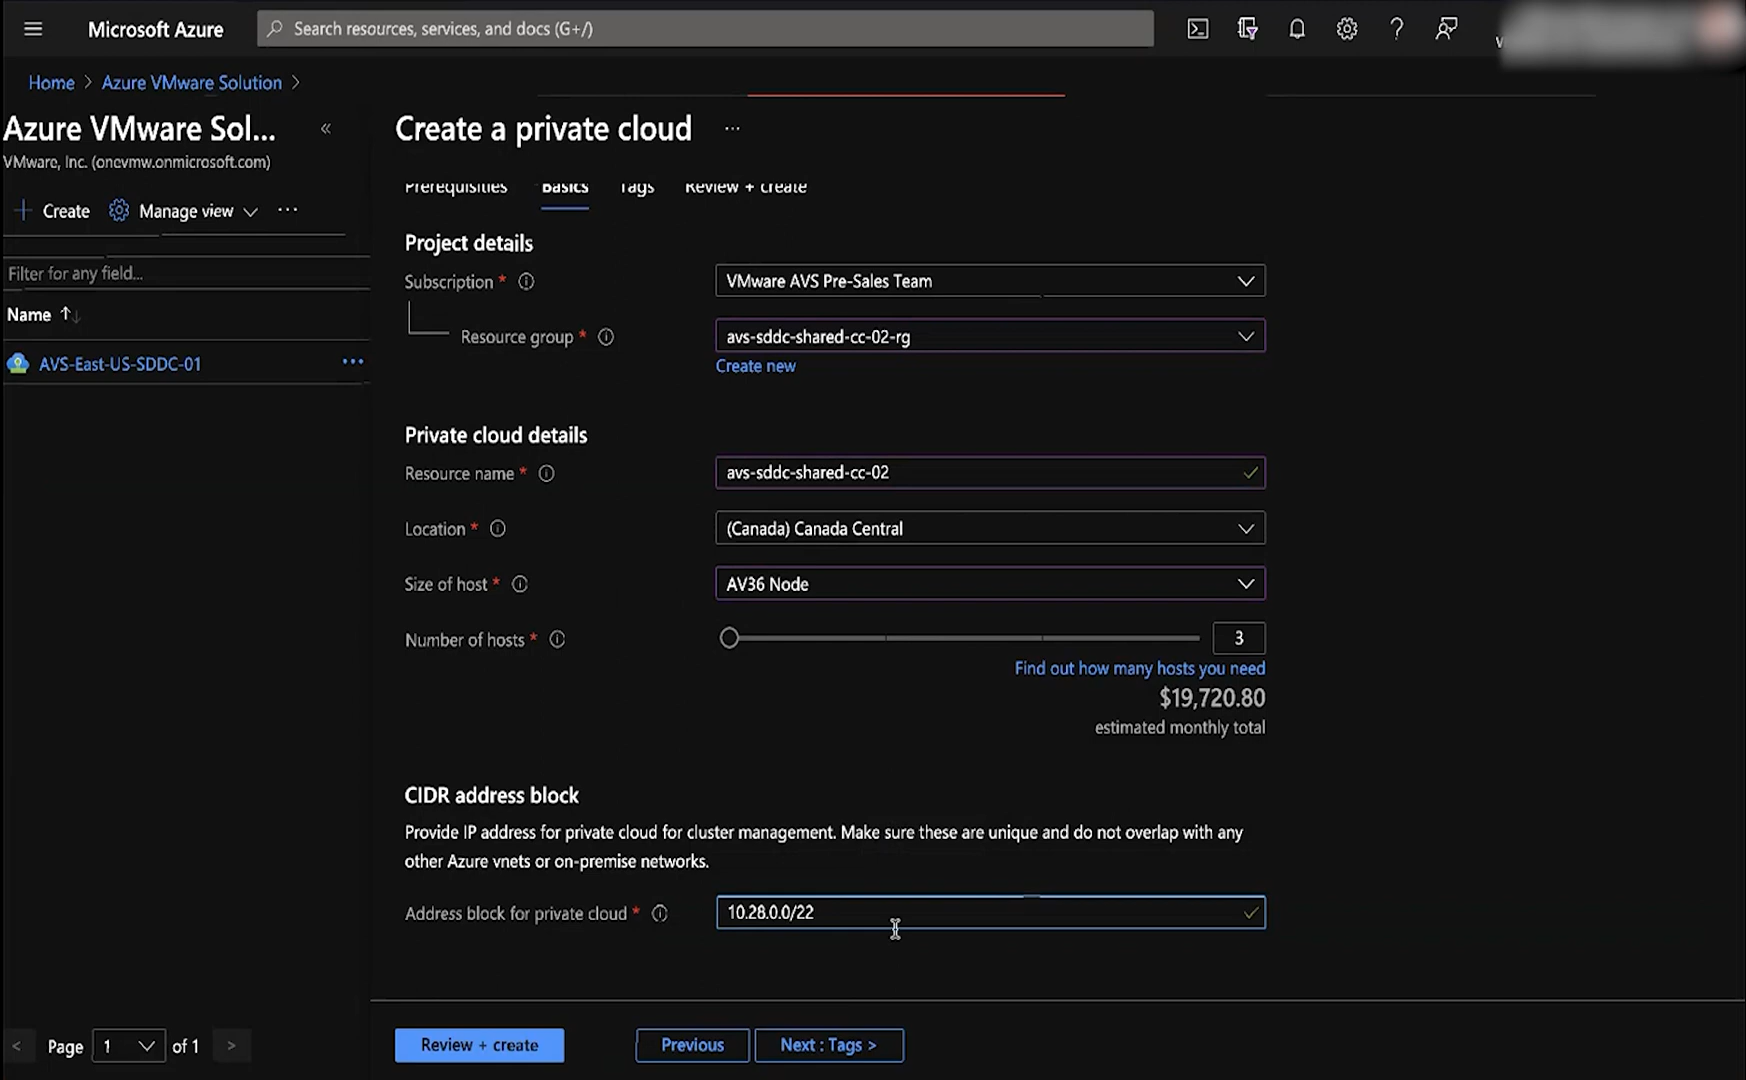 Microsoft Azure
Search resources, services, and docs (G+/)
Home > Azure VMware Solution >
Azure VMware Sol...
«
VMware, Inc. (onevmw.onmicrosoft.com)
+ Create
Manage view
...
Filter for any field...
Name ↑↓
AVS-East-US-SDDC-01
...
Page 1 of 1
Create a private cloud ...
Prerequisities Basics Tags Review + create
Project details
Subscription * VMware AVS Pre-Sales Team
Resource group * avs-sddc-shared-cc-02-rg
Create new
Private cloud details
Resource name * avs-sddc-shared-cc-02
Location * (Canada) Canada Central
Size of host * AV36 Node
Number of hosts * 3
Find out how many hosts you need
$19,720.80
estimated monthly total
CIDR address block
Provide IP address for private cloud for cluster management. Make sure these are unique and do not overlap with any
other Azure vnets or on-premise networks.
Address block for private cloud * 10.28.0.0/22
Review + create
Previous
Next : Tags >